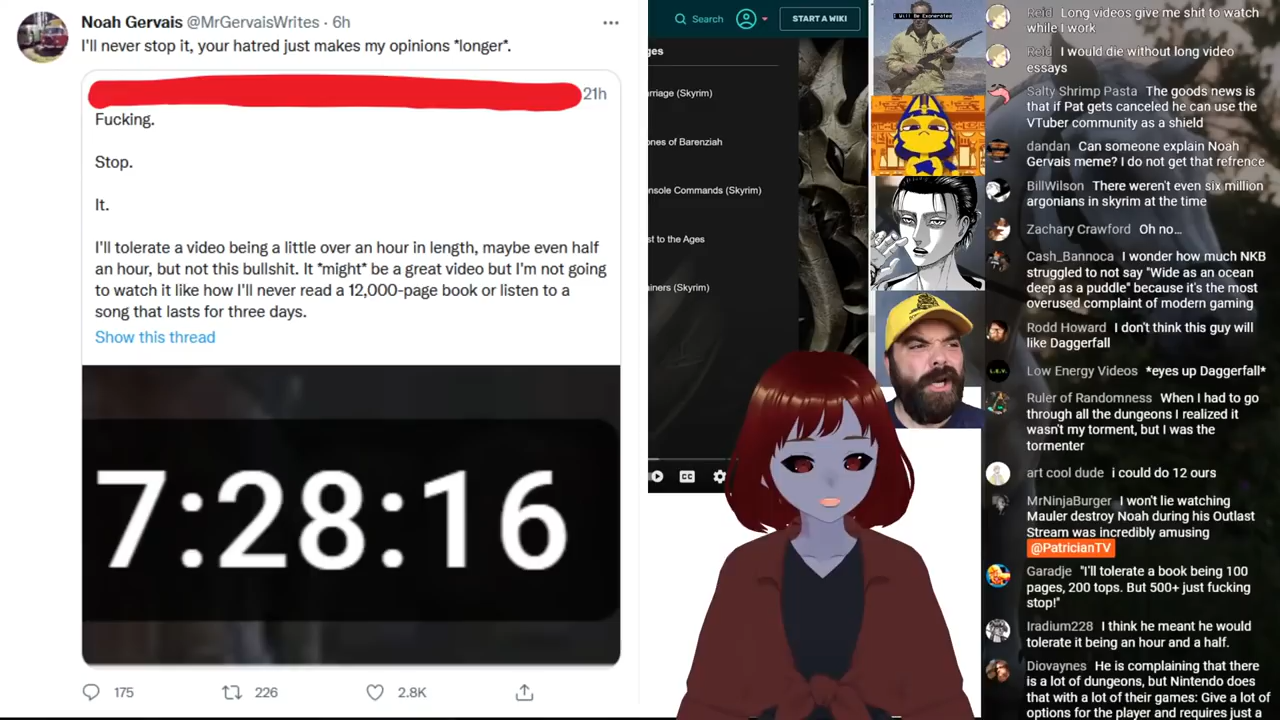 Noah Gervais @MrGervaisWrites · 6h
I'll never stop it, your hatred just makes my opinions *longer*.
21h
Fucking.
Stop.
It.
I'll tolerate a video being a little over an hour in length, maybe even half
an hour, but not this bullshit. It *might* be a great video but I'm not going
to watch it like how I'll never read a 12,000-page book or listen to a
song that lasts for three days.
Show this thread
7:28:16
175
226
2.8K
Search
START A WIKI
ges
arriage (Skyrim)
ones of Barenziah
nsole Commands (Skyrim)
st to the Ages
ainers (Skyrim)
CC
I Will Be Exonerated
Reid Long videos give me shit to watch
while I work
Reid I would die without long video
essays
Salty Shrimp Pasta The goods news is
that if Pat gets canceled he can use the
VTuber community as a shield
dandan Can someone explain Noah
Gervais meme? I do not get that refrence
BillWilson There weren't even six million
argonians in skyrim at the time
Zachary Crawford Oh no...
Cash_Bannoca I wonder how much NKB
struggled to not say "Wide as an ocean
deep as a puddle" because it's the most
overused complaint of modern gaming
Rodd Howard I don't think this guy will
like Daggerfall
L.E.V.
Low Energy Videos *eyes up Daggerfall*
Ruler of Randomness When I had to go
through all the dungeons I realized it
wasn't my torment, but I was the
tormenter
art cool dude i could do 12 ours
MrNinjaBurger I won't lie watching
Mauler destroy Noah during his Outlast
Stream was incredibly amusing
@PatricianTV
Garadje "I'll tolerate a book being 100
pages, 200 tops. But 500+ just fucking
stop!"
Iradium228 I think he meant he would
tolerate it being an hour and a half.
Diovaynes He is complaining that there
is a lot of dungeons, but Nintendo does
that with a lot of their games: Give a lot of
options for the player and requires just a